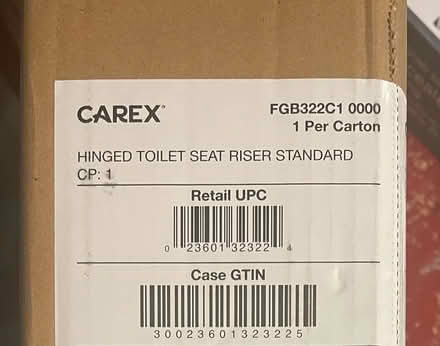 CAREX
FGB322C1 0000
1 Per Carton
HINGED TOILET SEAT RISER STANDARD
CP: 1
Retail UPC
0 23601 32322 4
Case GTIN
30023601323225